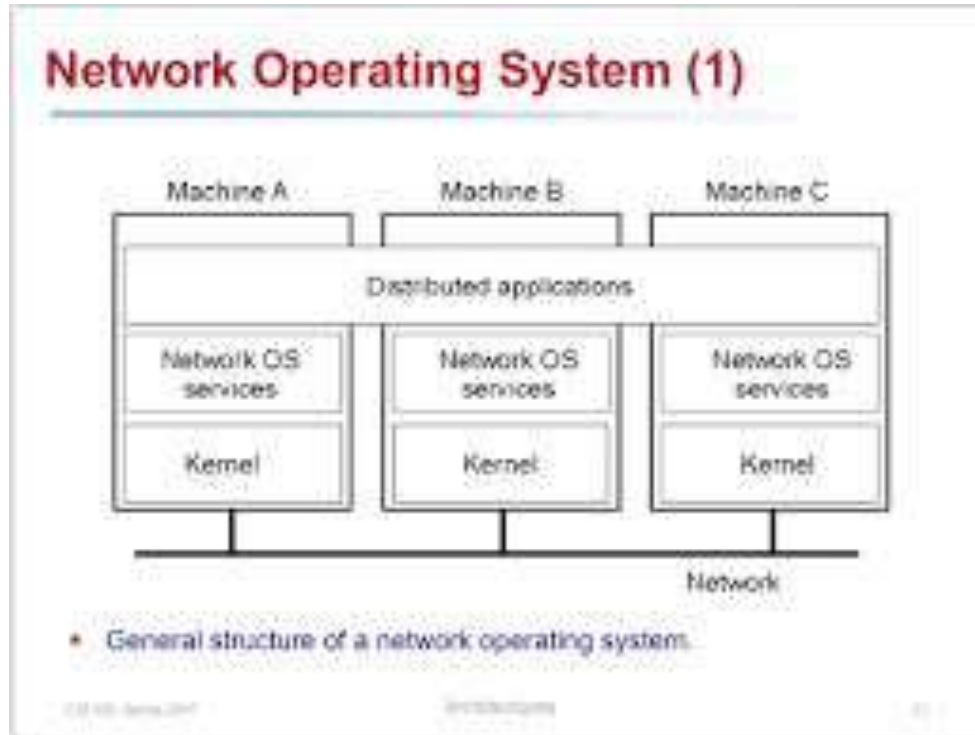 Network Operating System (1)
Machine A
Machine B
Machine C
Distributed applications
Network OS
services
Network OS
services
Network OS
services
Kernel
Kernel
Kernel
Network
• General structure of a network operating system.